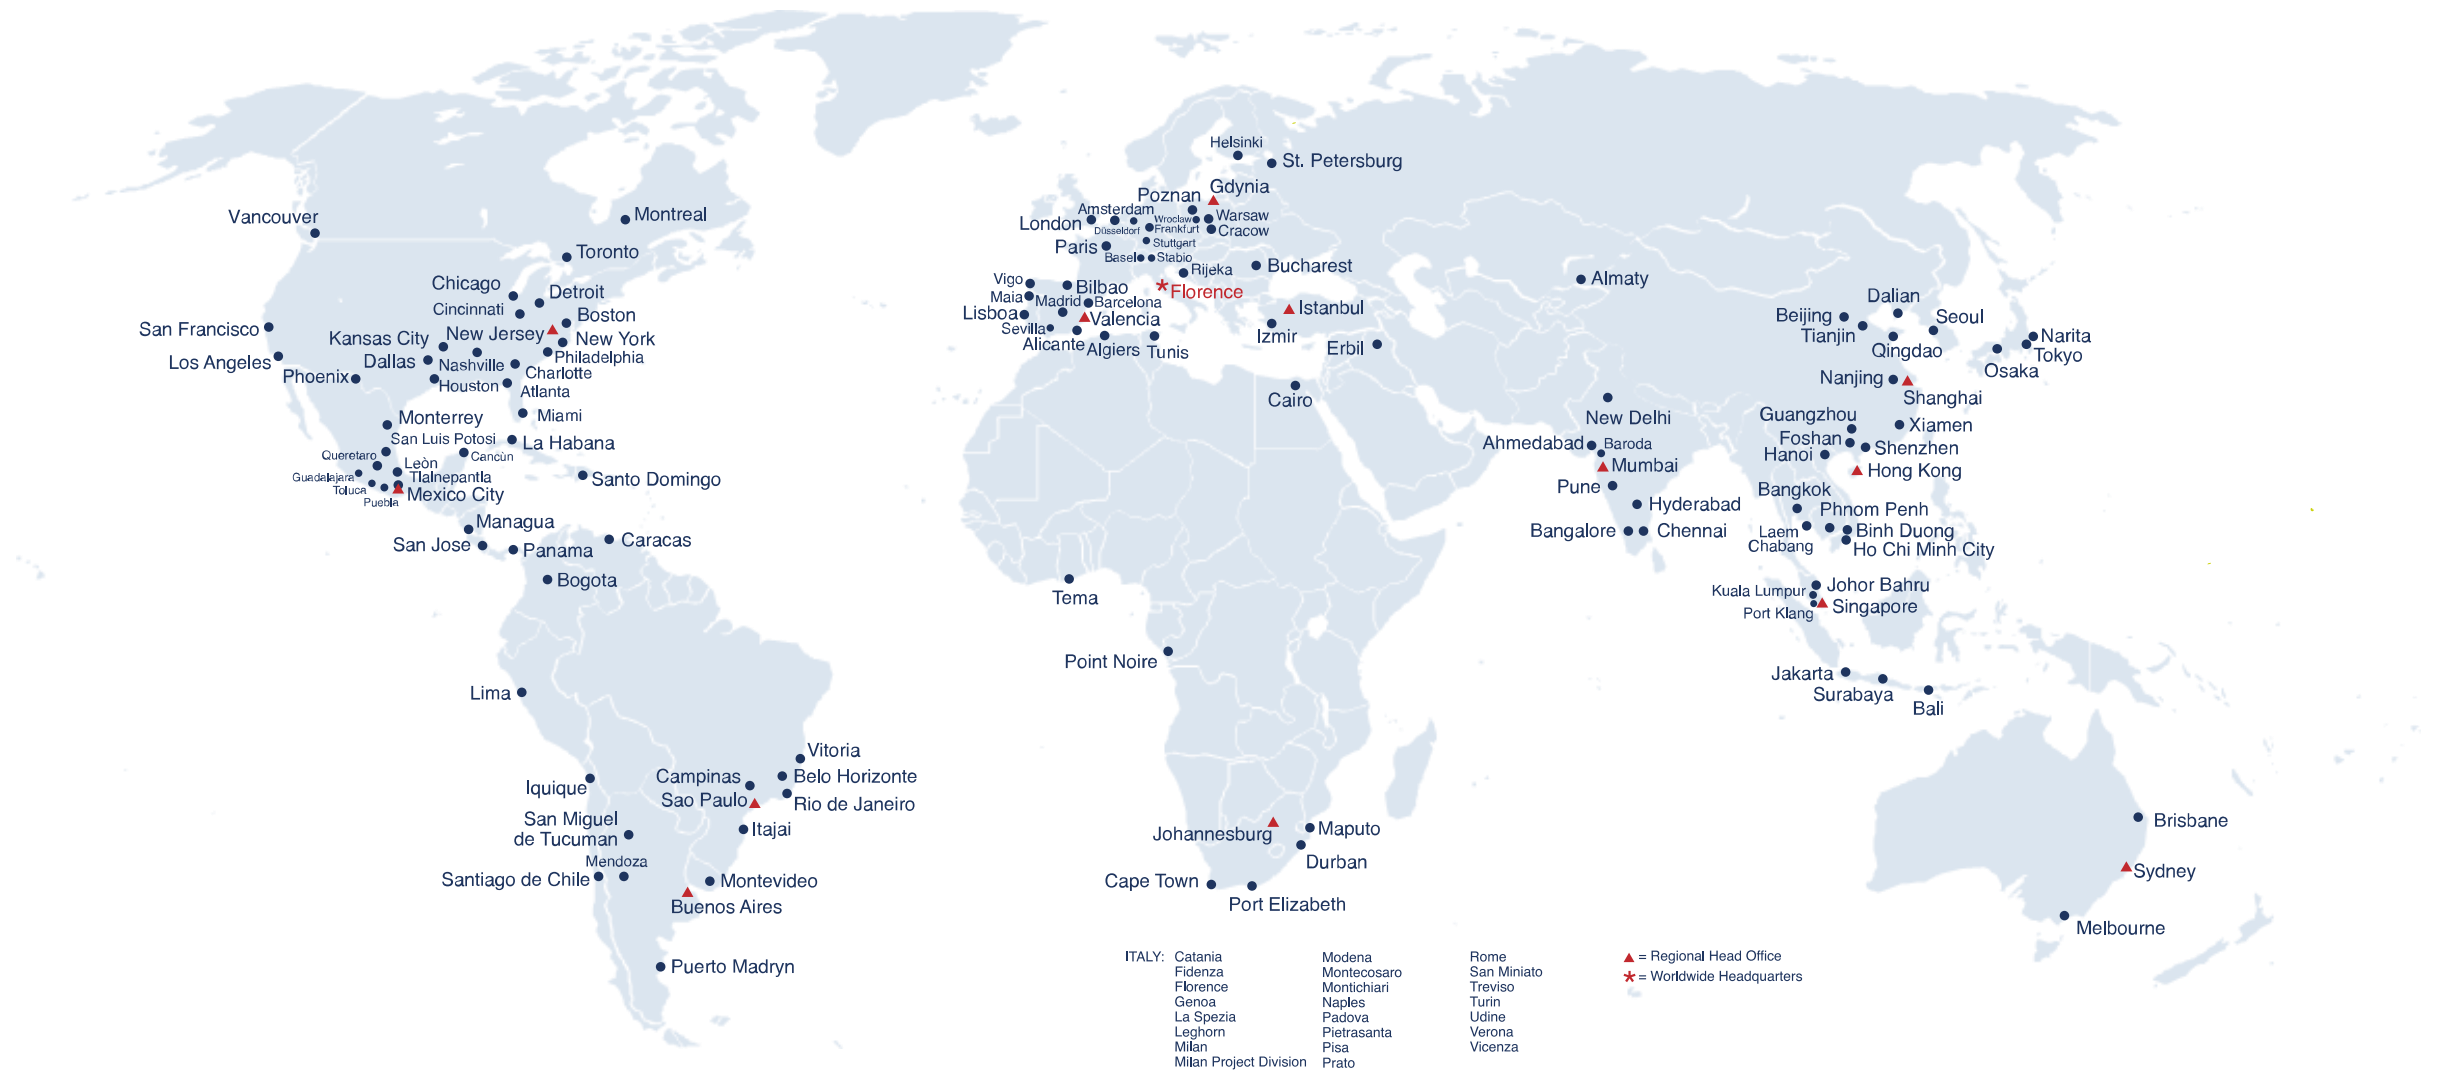 Helsinki
St. Petersburg
Gdynia
Poznan
Amsterdam
London
Düsseldorf
Wroclaw
Warsaw
Frankfurt
Cracow
Paris
Stuttgart
Basel
Stabio
Rijeka
Bucharest
Vigo
Bilbao
Florence
Maia
Madrid
Barcelona
Istanbul
Lisboa
Sevilla
Valencia
Izmir
Alicante
Algiers
Tunis
Erbil
Cairo
Almaty
Vancouver
Montreal
Toronto
Chicago
Detroit
Cincinnati
Boston
San Francisco
Kansas City
New Jersey
New York
Los Angeles
Dallas
Nashville
Philadelphia
Phoenix
Houston
Charlotte
Atlanta
Miami
Monterrey
San Luis Potosi
La Habana
Queretaro
Leòn
Cancùn
Guadalajara
Tlalnepantla
Toluca
Mexico City
Puebla
Santo Domingo
Managua
San Jose
Panama
Caracas
Bogota
Lima
Vitoria
Campinas
Belo Horizonte
Iquique
Sao Paulo
Rio de Janeiro
San Miguel
de Tucuman
Itajai
Mendoza
Santiago de Chile
Montevideo
Buenos Aires
Puerto Madryn
Tema
Point Noire
Johannesburg
Maputo
Durban
Cape Town
Port Elizabeth
New Delhi
Ahmedabad
Baroda
Mumbai
Pune
Hyderabad
Bangalore
Chennai
Dalian
Beijing
Seoul
Tianjin
Qingdao
Narita
Tokyo
Osaka
Nanjing
Shanghai
Guangzhou
Xiamen
Foshan
Shenzhen
Hanoi
Hong Kong
Bangkok
Phnom Penh
Laem
Chabang
Binh Duong
Ho Chi Minh City
Kuala Lumpur
Johor Bahru
Port Klang
Singapore
Jakarta
Surabaya
Bali
Brisbane
Sydney
Melbourne
ITALY:
Catania
Fidenza
Florence
Genoa
La Spezia
Leghorn
Milan
Milan Project Division
Modena
Montecosaro
Montichiari
Naples
Padova
Pietrasanta
Pisa
Prato
Rome
San Miniato
Treviso
Turin
Udine
Verona
Vicenza
= Regional Head Office
= Worldwide Headquarters